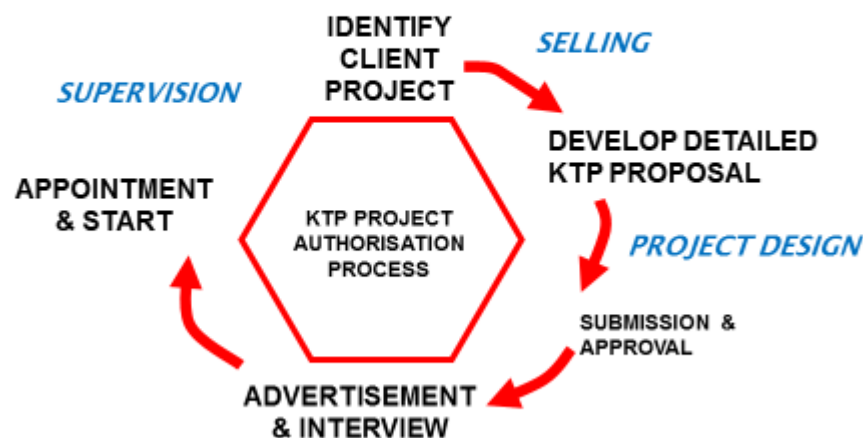 IDENTIFY
CLIENT
PROJECT
SELLING
DEVELOP DETAILED
KTP PROPOSAL
PROJECT DESIGN
SUBMISSION &
APPROVAL
ADVERTISEMENT
& INTERVIEW
APPOINTMENT
& START
SUPERVISION
KTP PROJECT
AUTHORISATION
PROCESS